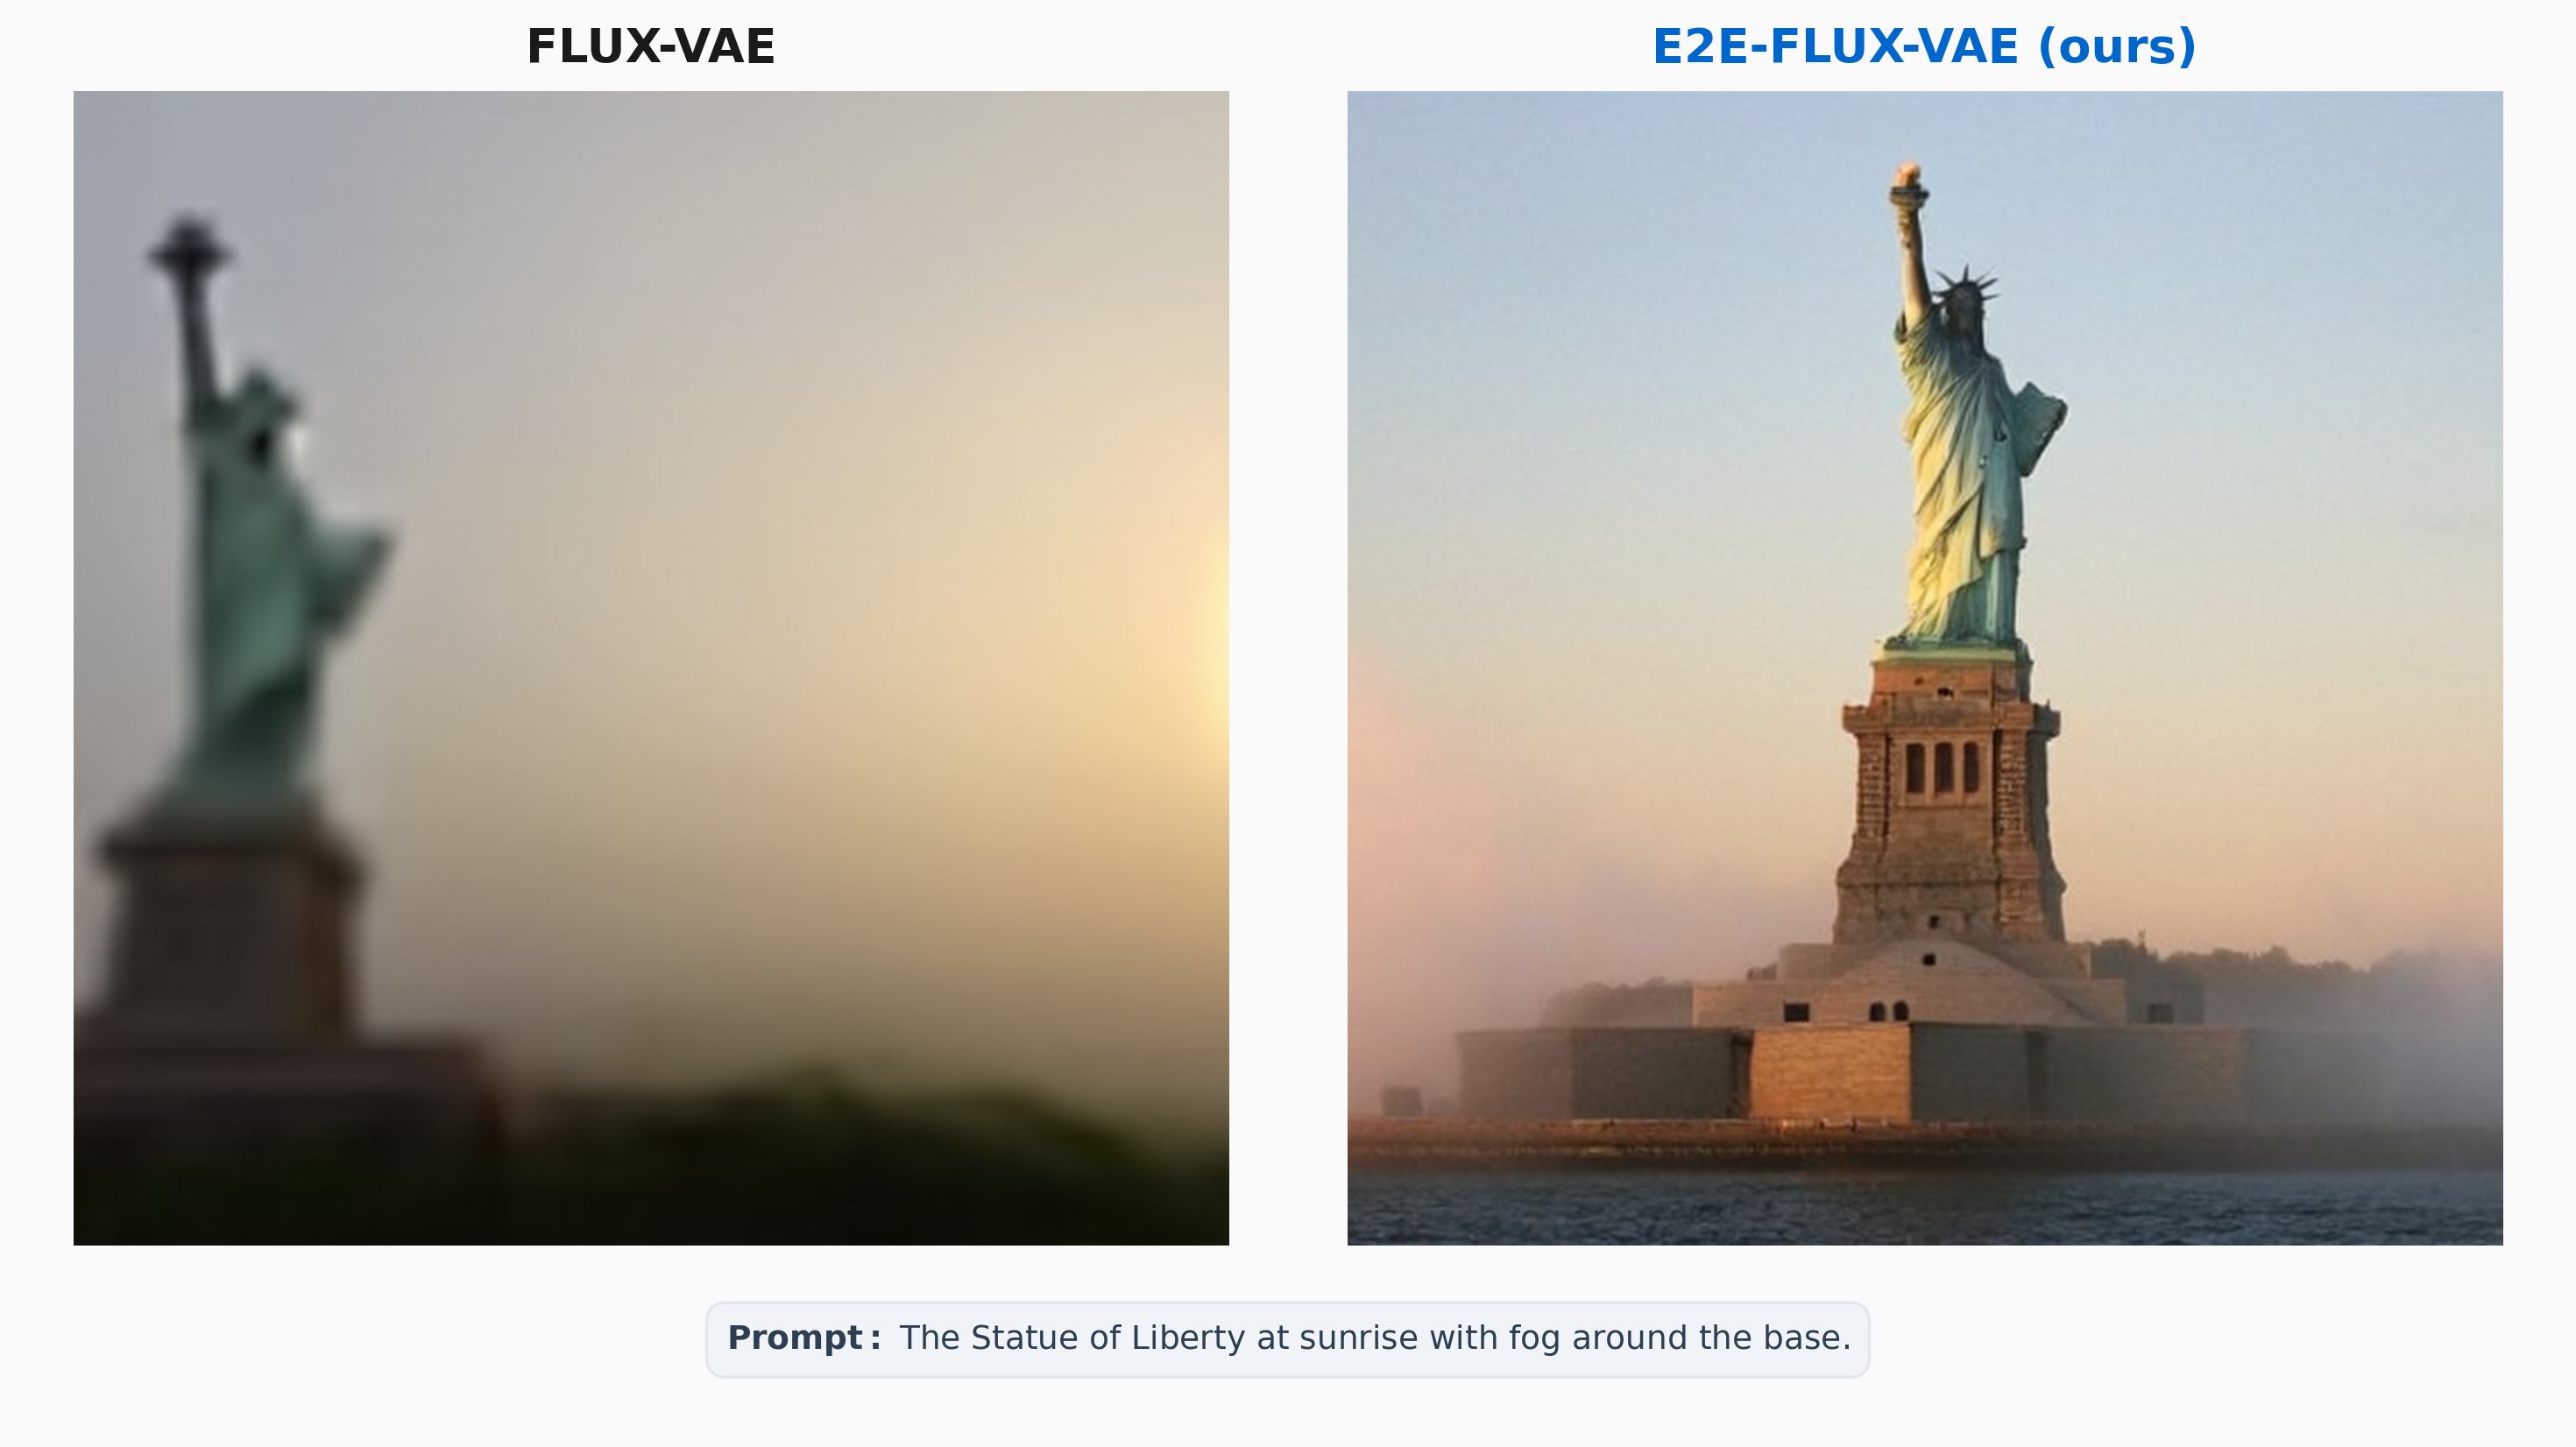 FLUX-VAE
E2E-FLUX-VAE (ours)
Prompt: The Statue of Liberty at sunrise with fog around the base.